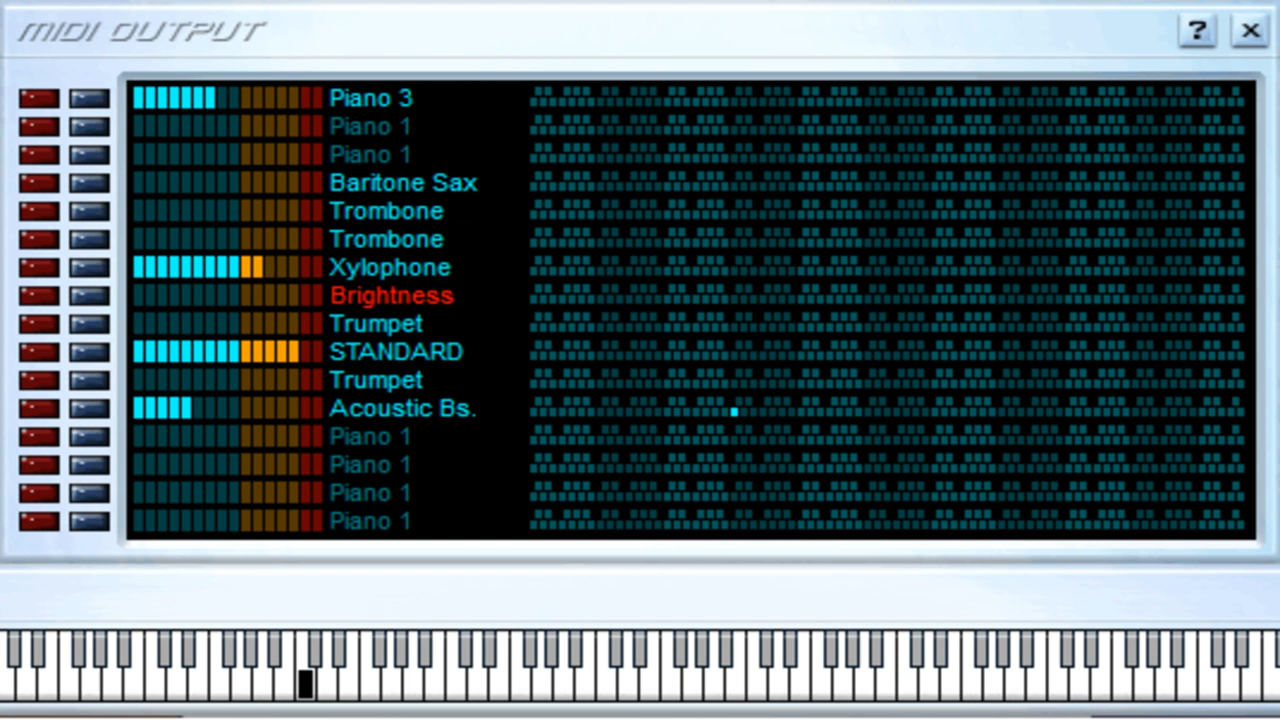 MIDI OUTPUT
? ×
Piano 3
Piano 1
Piano 1
Baritone Sax
Trombone
Trombone
Xylophone
Brightness
Trumpet
STANDARD
Trumpet
Acoustic Bs.
Piano 1
Piano 1
Piano 1
Piano 1